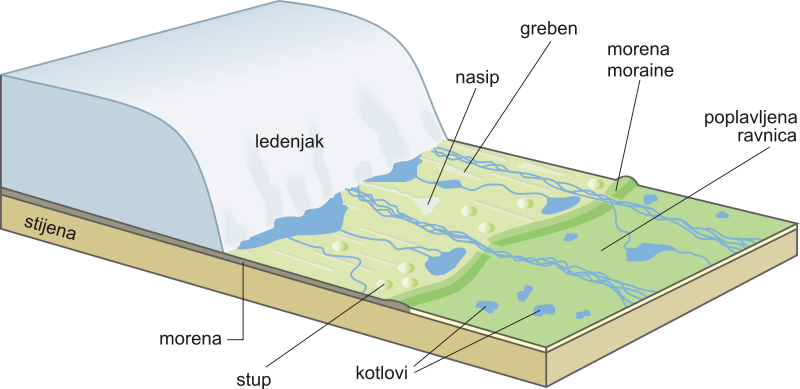 greben
morena
moraine
nasip
poplavljena
ravnica
ledenjak
stijena
morena
stup
kotlovi